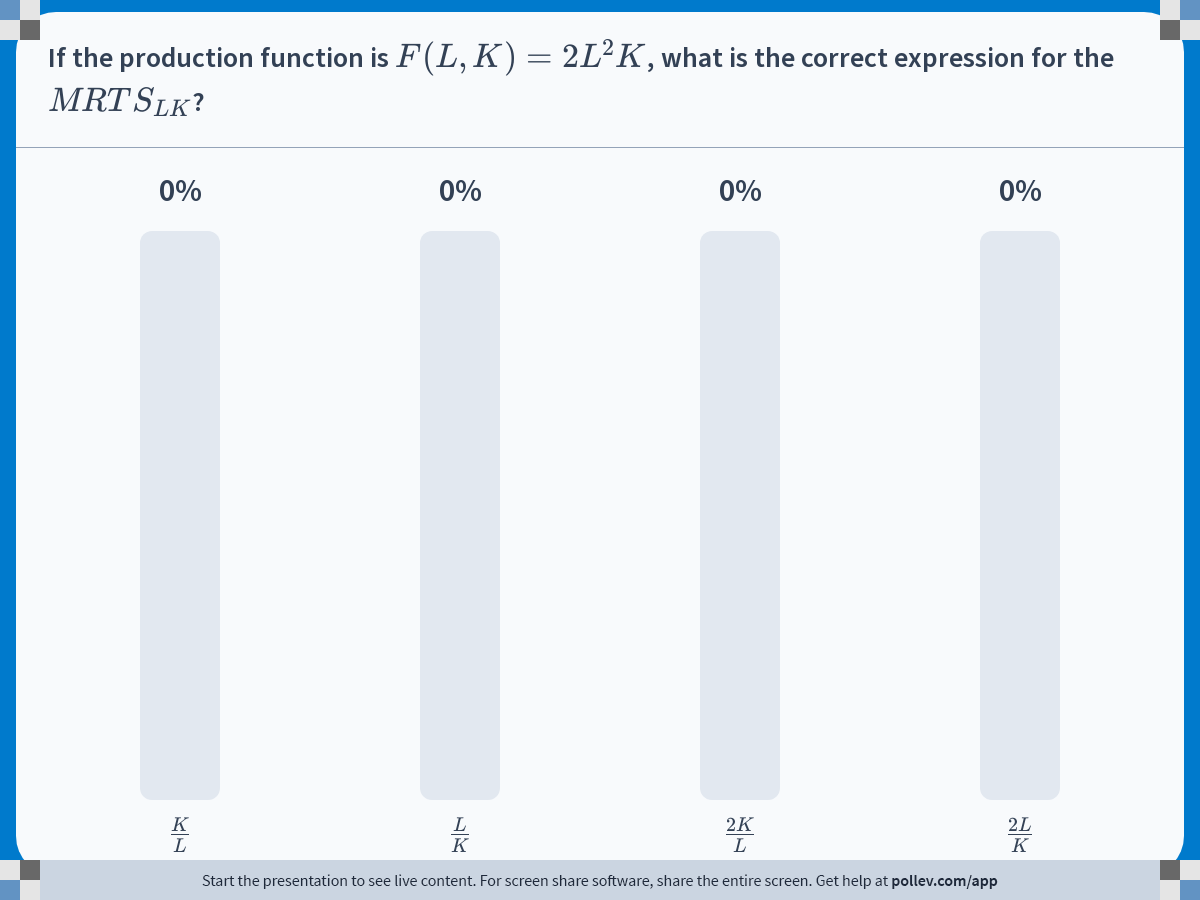 If the production function is F(L, K) = 2L²K, what is the correct expression for the
MRTS_{LK}?
0% 0% 0% 0%
K/L L/K 2K/L 2L/K
Start the presentation to see live content. For screen share software, share the entire screen. Get help at pollev.com/app